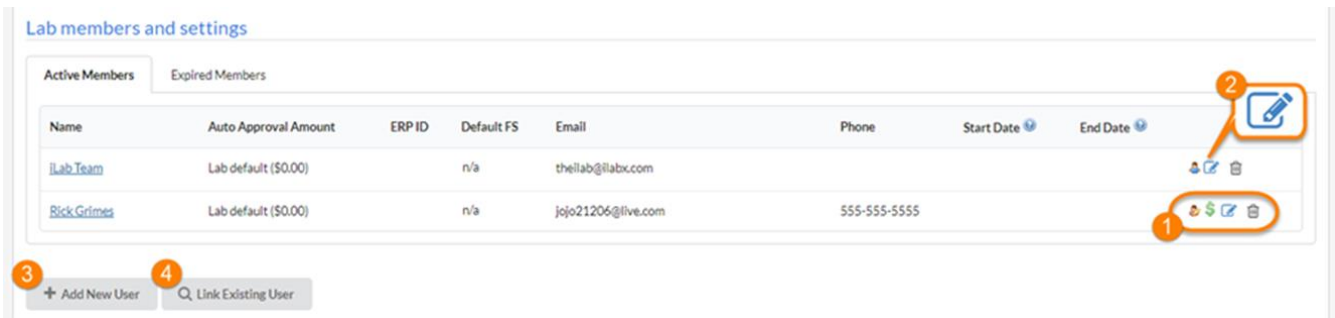 Lab members and settings
Active Members Expired Members
2
Name Auto Approval Amount ERP ID Default FS Email Phone Start Date End Date
iLab Team Lab default ($0.00) n/a theilab@ilabx.com
Rick Grimes Lab default ($0.00) n/a jojo21206@live.com 555-555-5555 $
1
3 4
+ Add New User Link Existing User